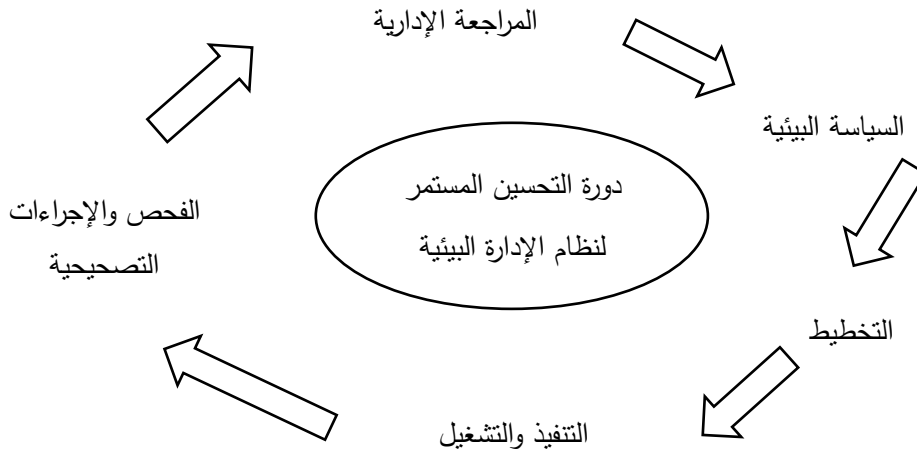 المراجعة الإدارية
السياسة البيئية
دورة التحسين المستمر
لنظام الإدارة البيئية
الفحص والإجراءات
التصحيحية
التخطيط
التنفيذ والتشغيل